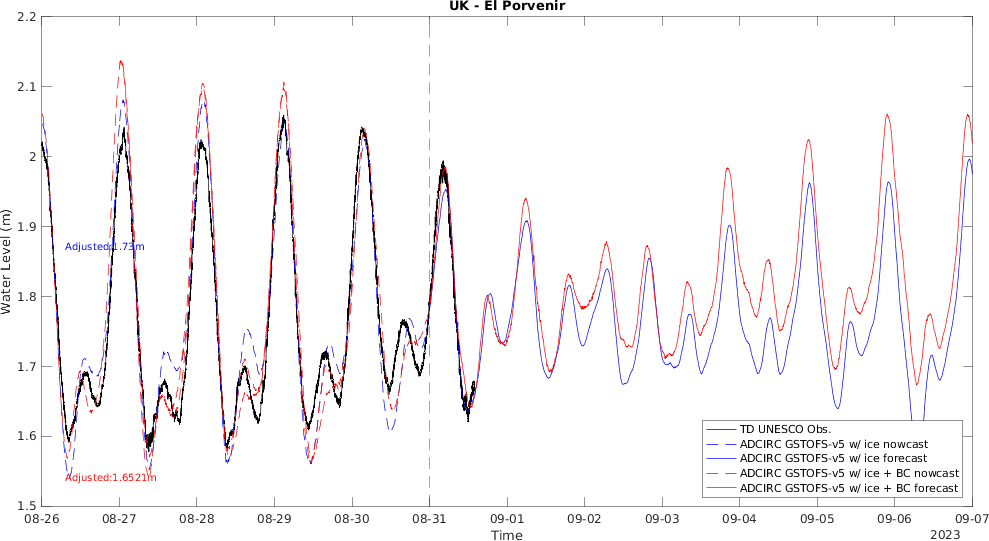 UK - El Porvenir
2.2
2.1
2
1.9
1.8
1.7
1.6
1.5
Water Level (m)
Adjusted:1.73m
Adjusted:1.6521m
TD UNESCO Obs.
ADCIRC GSTOFS-v5 w/ ice nowcast
ADCIRC GSTOFS-v5 w/ ice forecast
ADCIRC GSTOFS-v5 w/ ice + BC nowcast
ADCIRC GSTOFS-v5 w/ ice + BC forecast
08-26 08-27 08-28 08-29 08-30 08-31 09-01 09-02 09-03 09-04 09-05 09-06 09-07
Time
2023